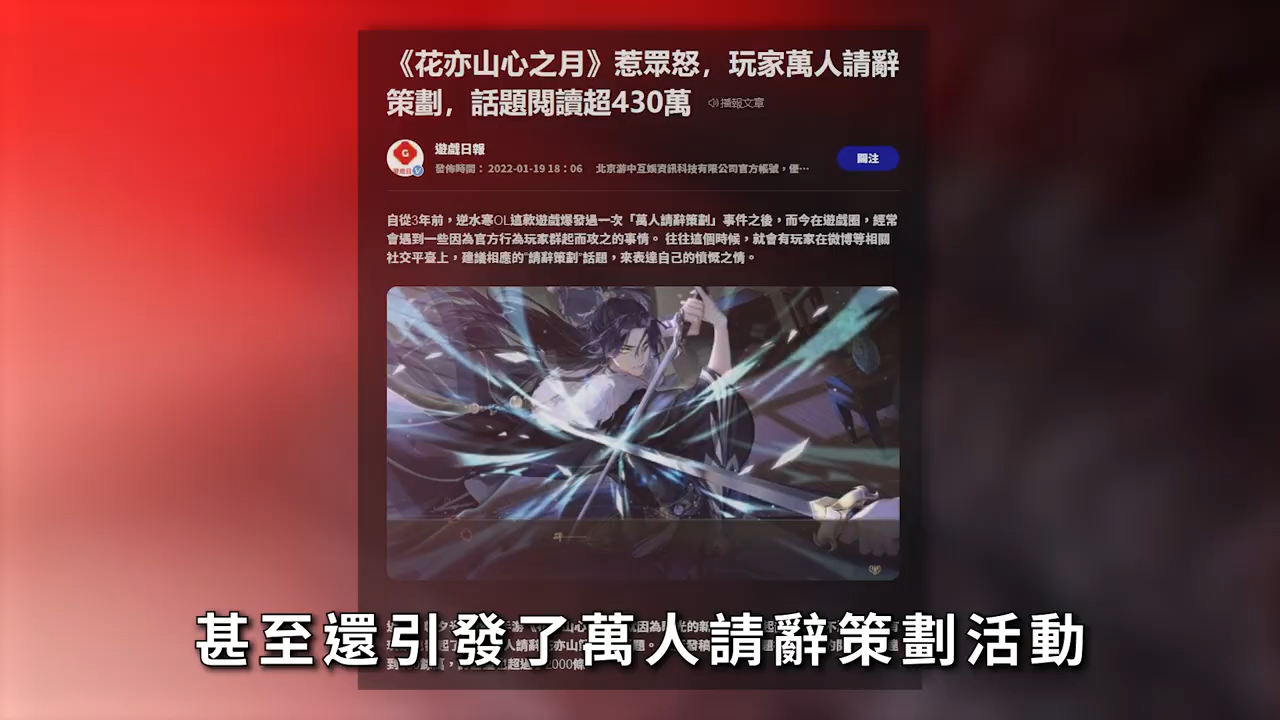 《花亦山心之月》惹眾怒，玩家萬人請辭
策劃，話題閱讀超430萬 播報文章
遊戲日報
發佈時間： 2022-01-19 18：06 北京游中互娛資訊科技有限公司官方帳號，優…
關注
自從3年前，逆水寒OL這款遊戲爆發過一次「萬人請辭策劃」事件之後，而今在遊戲圈，經常
會遇到一些因為官方行為玩家群起而攻之的事情。 往往這個時候，就會有玩家在微博等相關
社交平臺上，建議相應的"請辭策劃"話題，來表達自己的憤慨之情。
甚至還引發了萬人請辭策劃活動